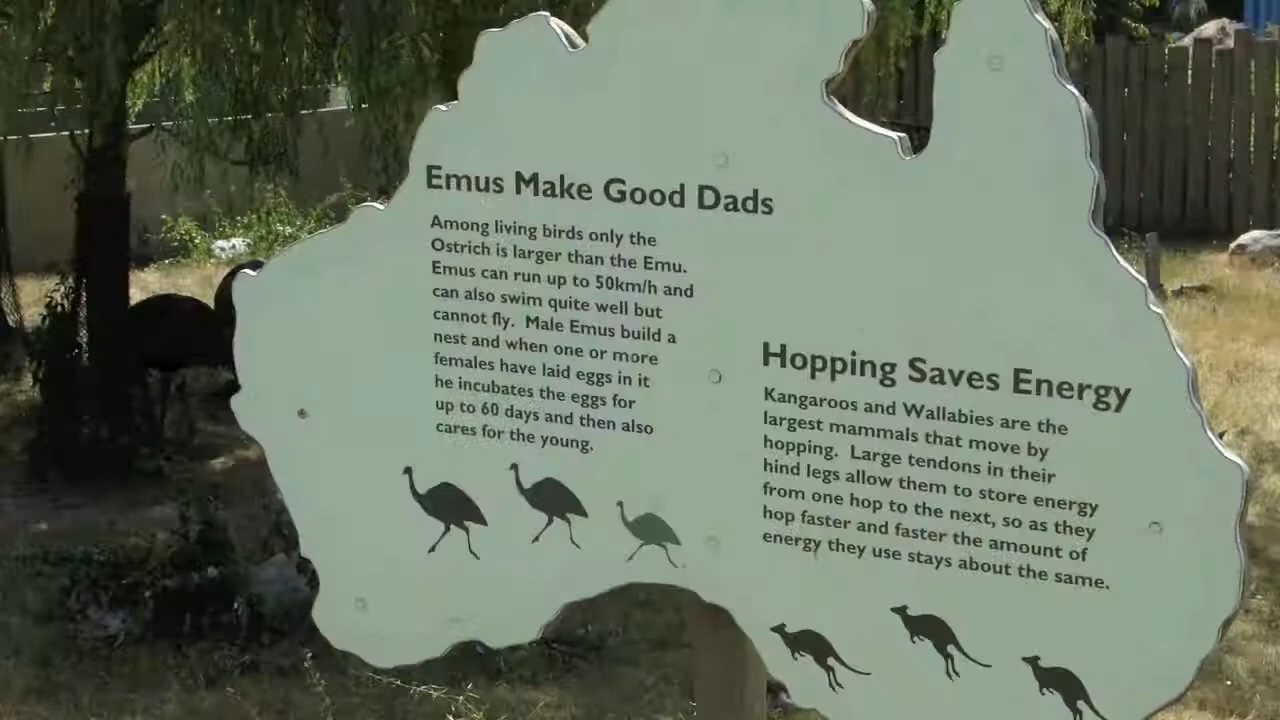 Emus Make Good Dads
Among living birds only the
Ostrich is larger than the Emu.
Emus can run up to 50km/h and
can also swim quite well but
cannot fly. Male Emus build a
nest and when one or more
females have laid eggs in it
he incubates the eggs for
up to 60 days and then also
cares for the young.
Hopping Saves Energy
Kangaroos and Wallabies are the
largest mammals that move by
hopping. Large tendons in their
hind legs allow them to store energy
from one hop to the next, so as they
hop faster and faster the amount of
energy they use stays about the same.